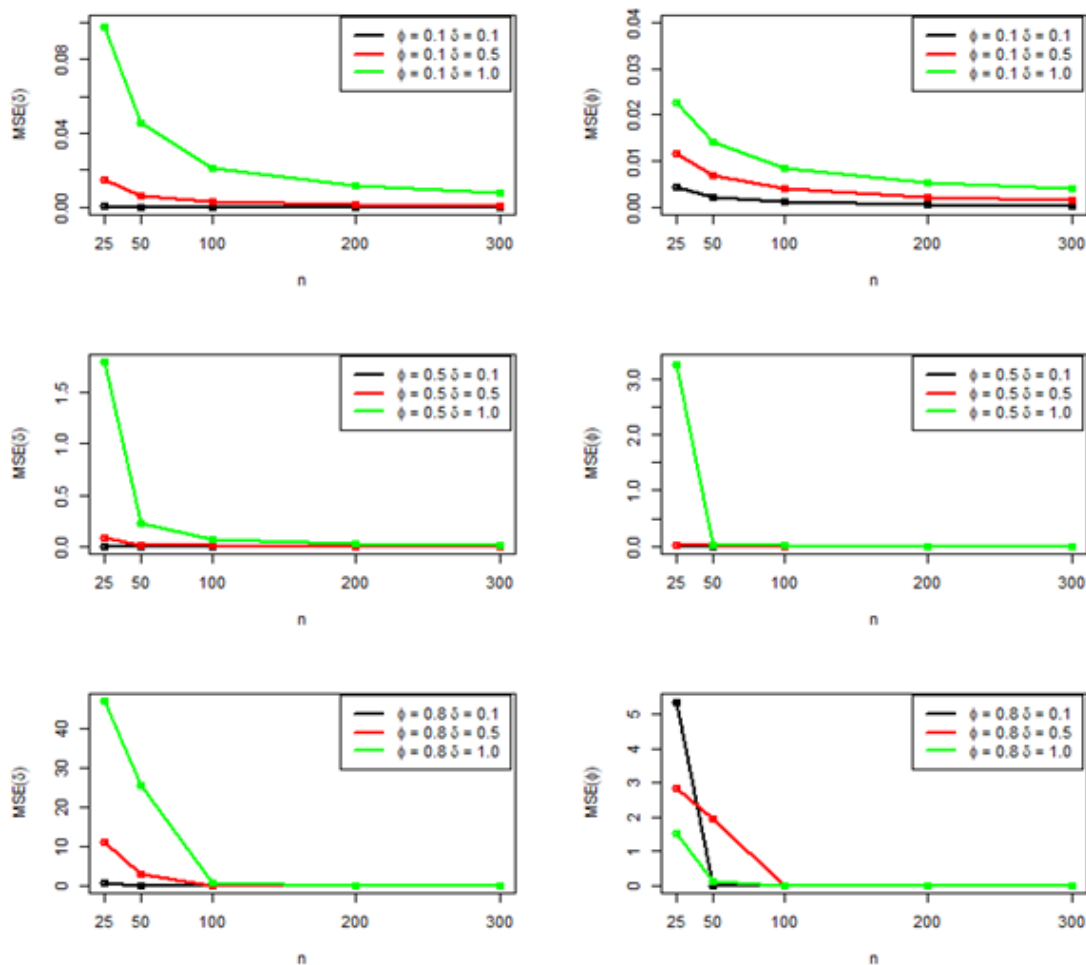 MSE(δ)
0.00
0.04
0.08
ϕ = 0.1 δ = 0.1
ϕ = 0.1 δ = 0.5
ϕ = 0.1 δ = 1.0
25 50 100 200 300
n
MSE(ϕ)
0.00
0.01
0.02
0.03
0.04
ϕ = 0.1 δ = 0.1
ϕ = 0.1 δ = 0.5
ϕ = 0.1 δ = 1.0
25 50 100 200 300
n
MSE(δ)
0.0
0.5
1.0
1.5
ϕ = 0.5 δ = 0.1
ϕ = 0.5 δ = 0.5
ϕ = 0.5 δ = 1.0
25 50 100 200 300
n
MSE(ϕ)
0.0
1.0
2.0
3.0
ϕ = 0.5 δ = 0.1
ϕ = 0.5 δ = 0.5
ϕ = 0.5 δ = 1.0
25 50 100 200 300
n
MSE(δ)
0
10
20
30
40
ϕ = 0.8 δ = 0.1
ϕ = 0.8 δ = 0.5
ϕ = 0.8 δ = 1.0
25 50 100 200 300
n
MSE(ϕ)
0
1
2
3
4
5
ϕ = 0.8 δ = 0.1
ϕ = 0.8 δ = 0.5
ϕ = 0.8 δ = 1.0
25 50 100 200 300
n